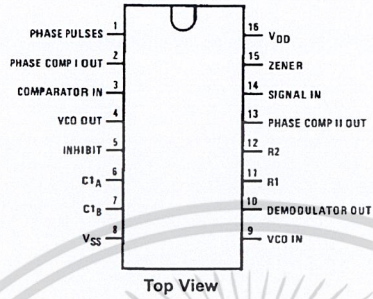 PHASE PULSES 1
PHASE COMP I OUT 2
COMPARATOR IN 3
VCO OUT 4
INHIBIT 5
C1A 6
C1B 7
VSS 8
16 VDD
15 ZENER
14 SIGNAL IN
13 PHASE COMP II OUT
12 R2
11 R1
10 DEMODULATOR OUT
9 VCO IN
Top View